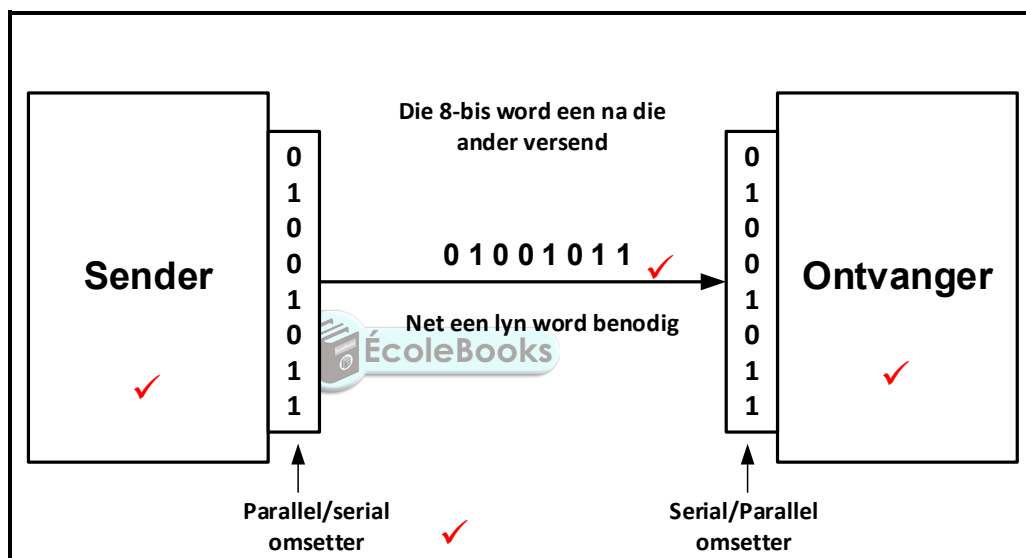 Die 8-bis word een na die
ander versend
0
1
0
0
1
0
1
1
Sender
0 1 0 0 1 0 1 1
Net een lyn word benodig
ÉcoleBooks
0
1
0
0
1
0
1
1
Ontvanger
Parallel/serial
omsetter
Serial/Parallel
omsetter